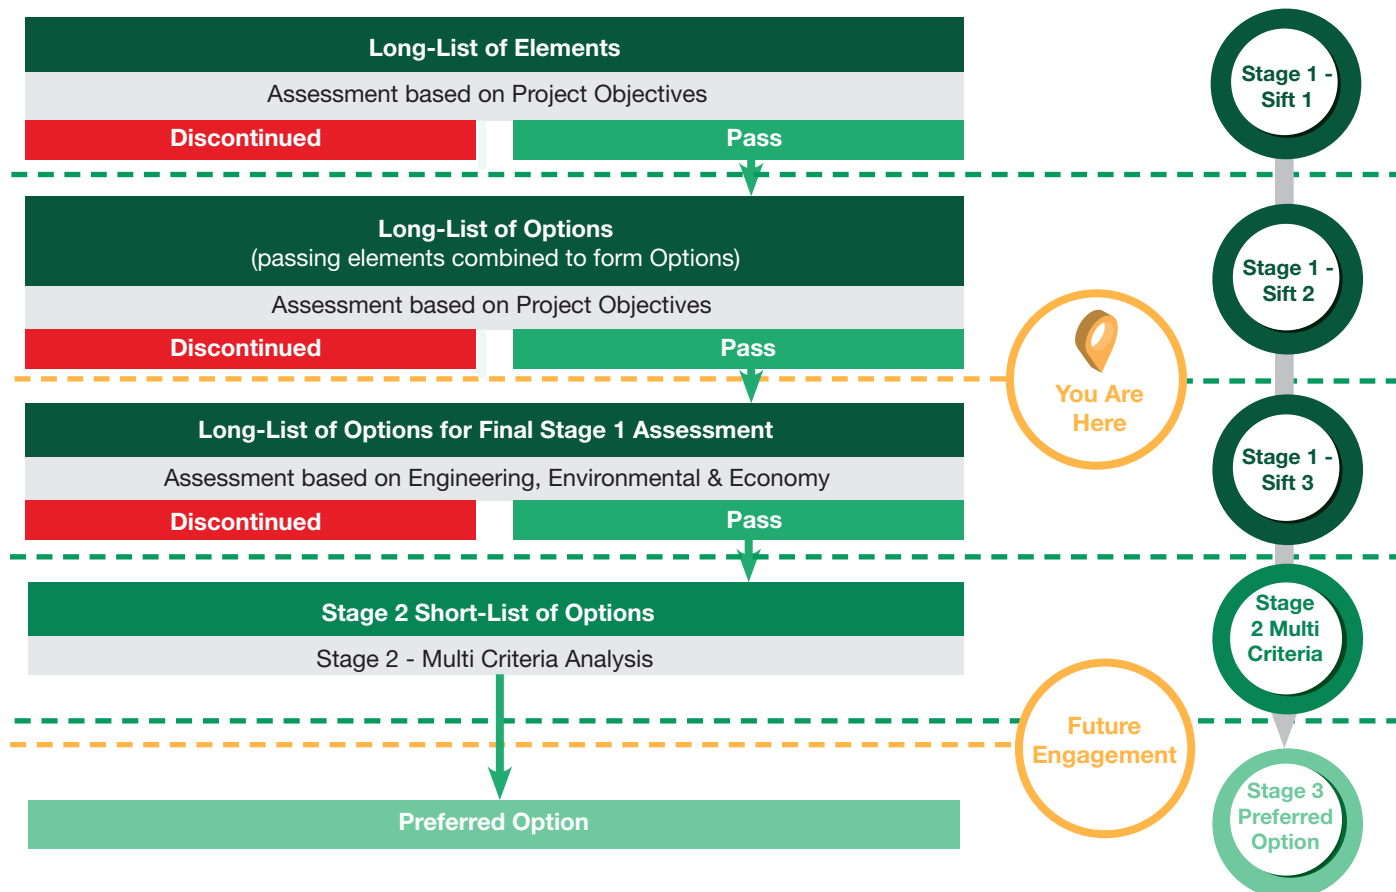 Long-List of Elements
Assessment based on Project Objectives
Discontinued
Pass
Stage 1 -
Sift 1
Long-List of Options
(passing elements combined to form Options)
Assessment based on Project Objectives
Discontinued
Pass
Stage 1 -
Sift 2
You Are
Here
Long-List of Options for Final Stage 1 Assessment
Assessment based on Engineering, Environmental & Economy
Discontinued
Pass
Stage 1 -
Sift 3
Stage 2 Short-List of Options
Stage 2 - Multi Criteria Analysis
Stage
2 Multi
Criteria
Future
Engagement
Preferred Option
Stage 3
Preferred
Option